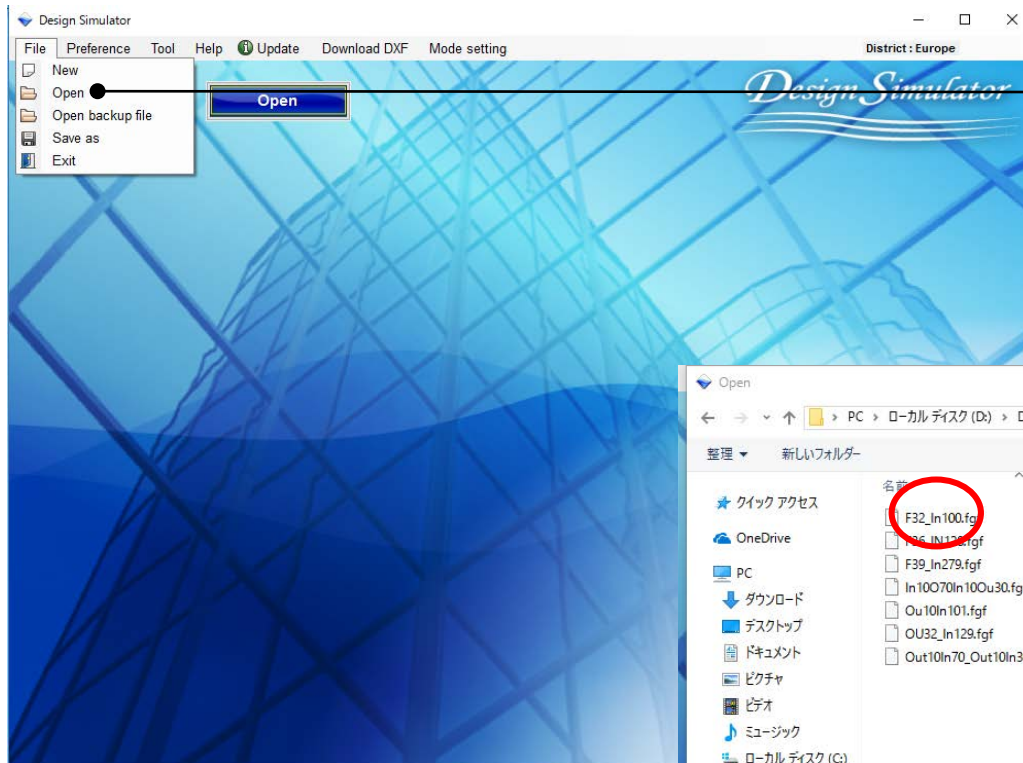 Design Simulator
File Preference Tool Help Update Download DXF Mode setting District : Europe
New
Open
Open backup file
Save as
Exit
Open
Design Simulator
Open
PC > ローカル ディスク (D:) >
整理 新しいフォルダー
名前
クイック アクセス
OneDrive
PC
ダウンロード
デスクトップ
ドキュメント
ピクチャ
ビデオ
ミュージック
ローカル ディスク (C:)
F32_In100.fgf
F39_In279.fgf
In10O70In10Ou30.fg
Ou10In101.fgf
OU32_In129.fgf
Out10In70_Out10In3